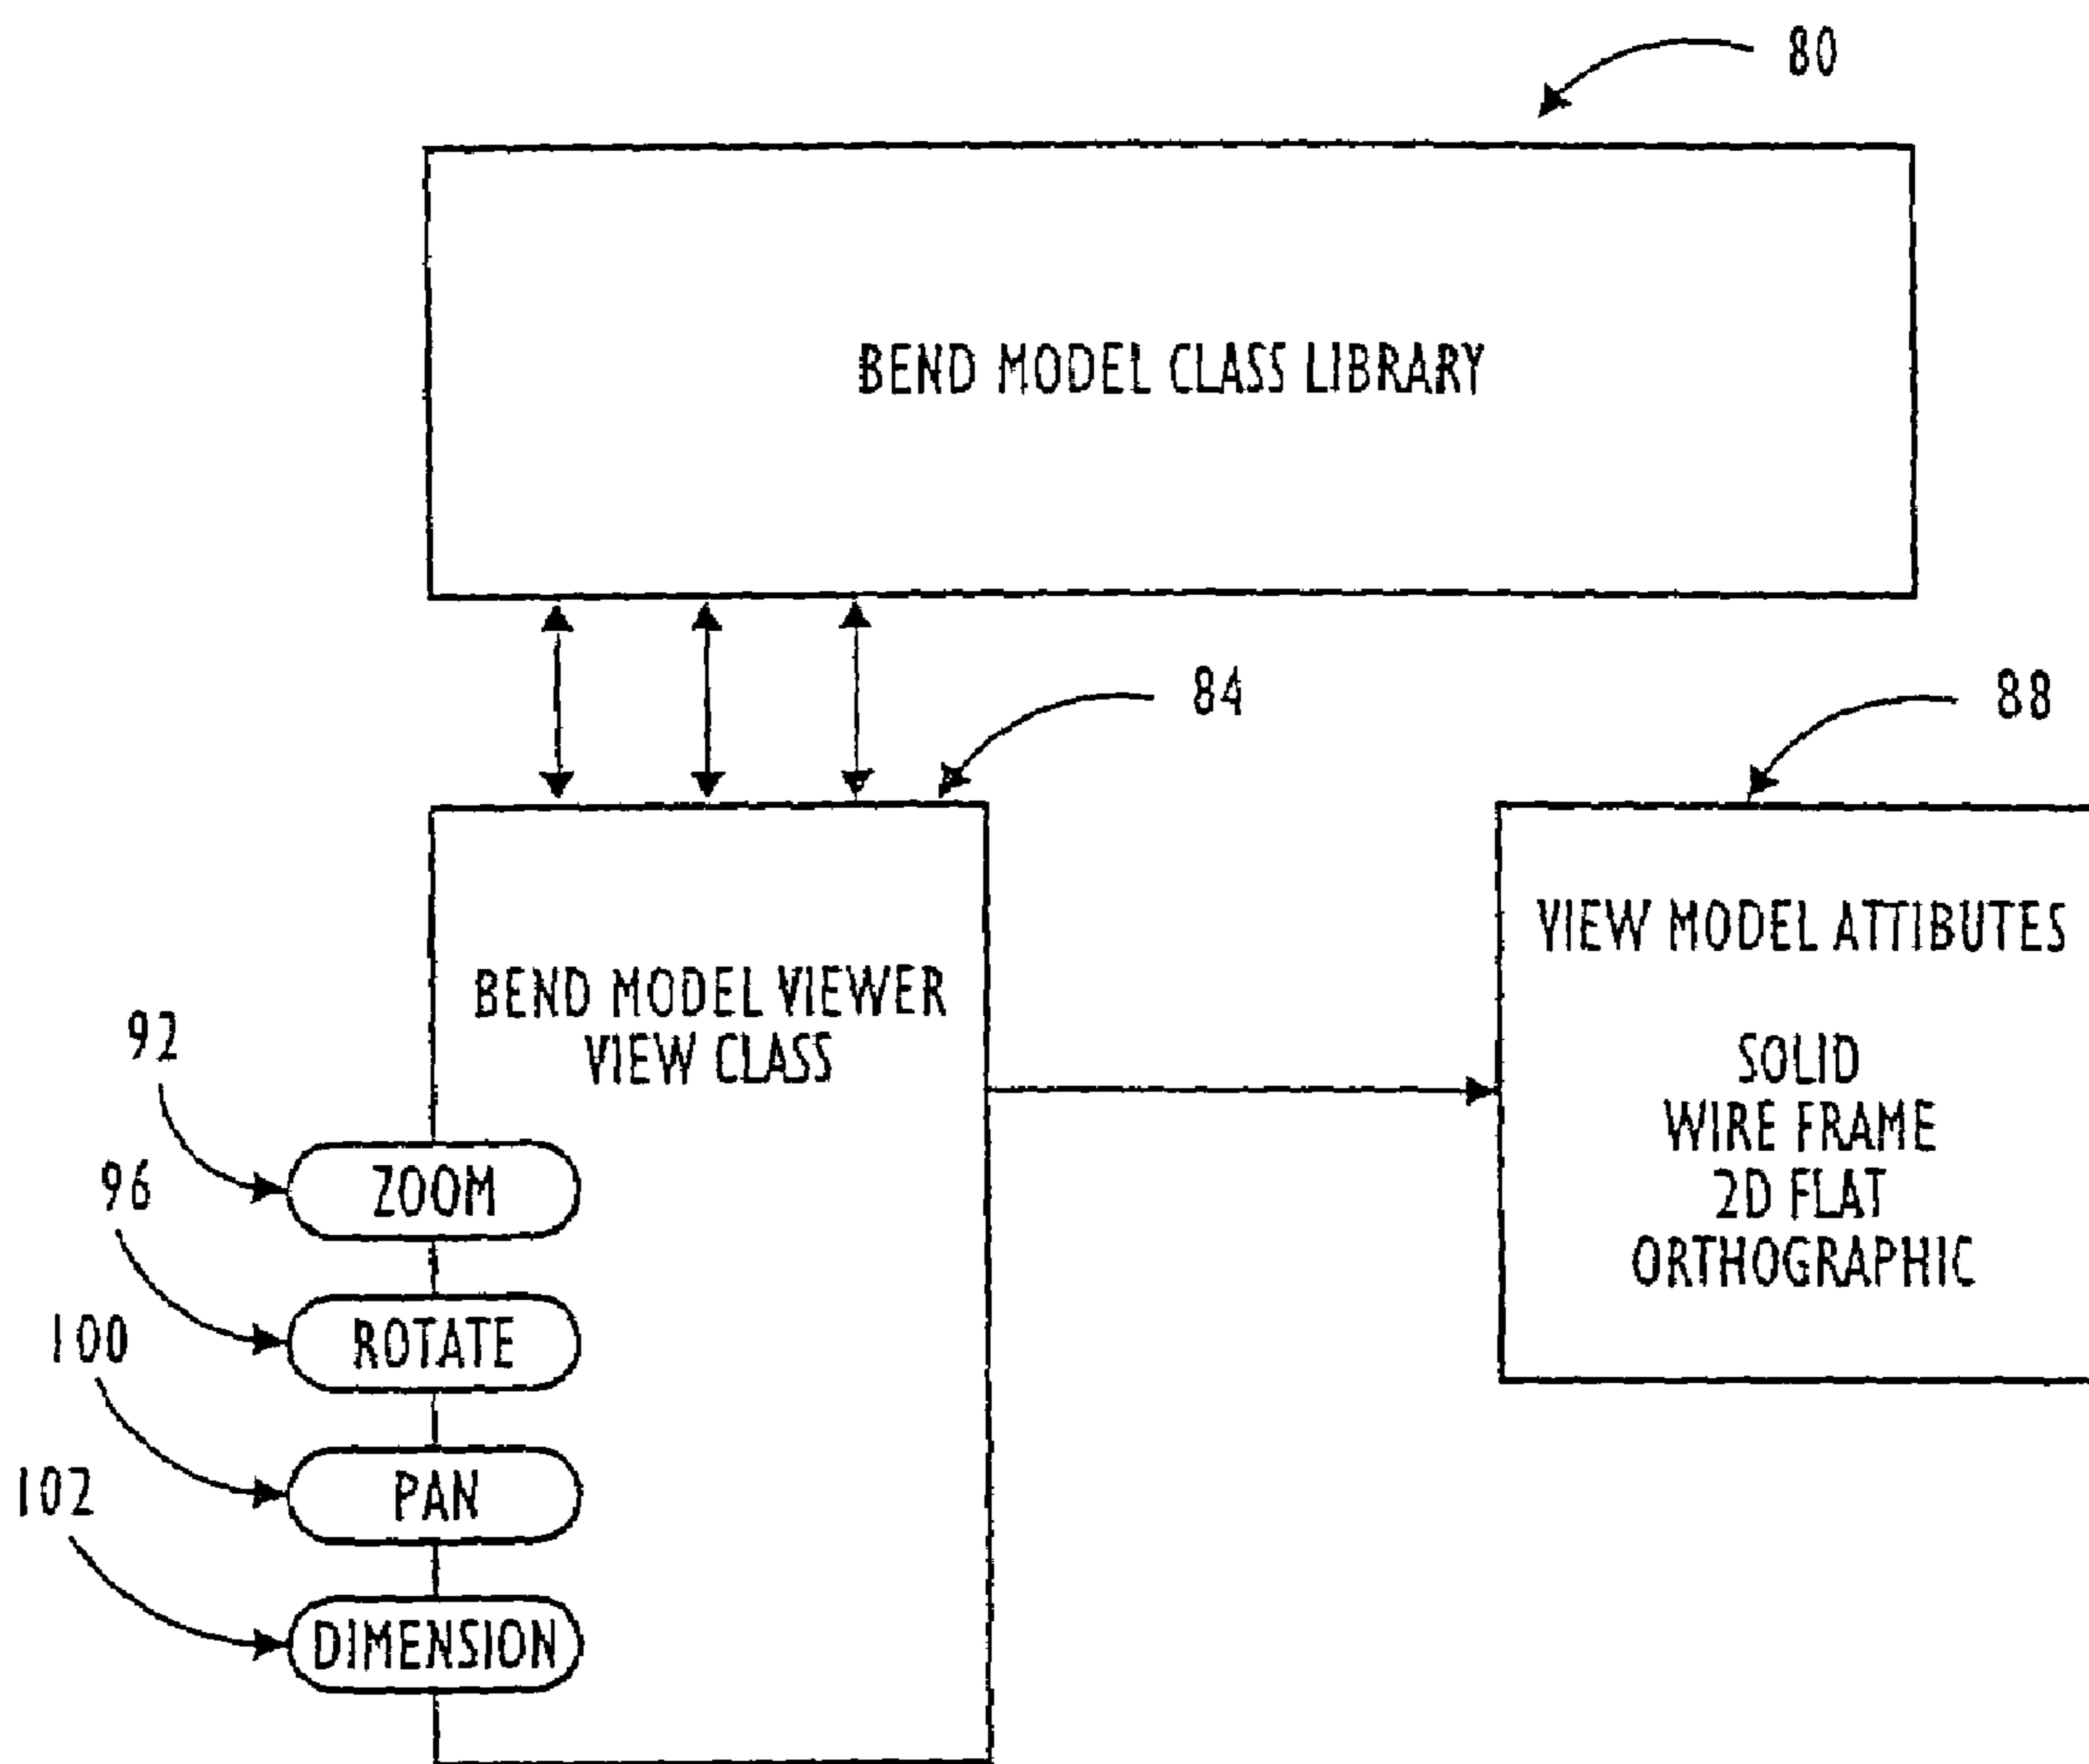 80
BEND MODEL CLASS LIBRARY
84
88
BEND MODEL VIEWER
VIEW CLASS
VIEW MODEL ATTIBUTES
SOLID
WIRE FRAME
2D FLAT
ORTHOGRAPHIC
92
ZOOM
96
ROTATE
100
PAN
102
DIMENSION